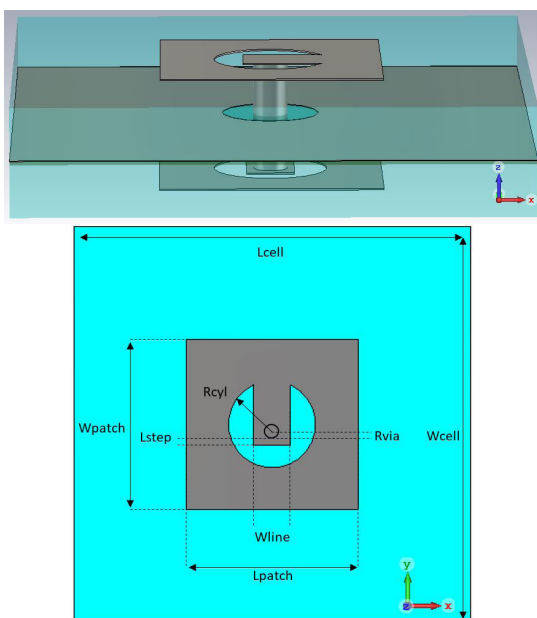 z
x
Lcell
Rcyl
Wpatch
Lstep
Rvia
Wcell
Wline
Lpatch
y
z
x